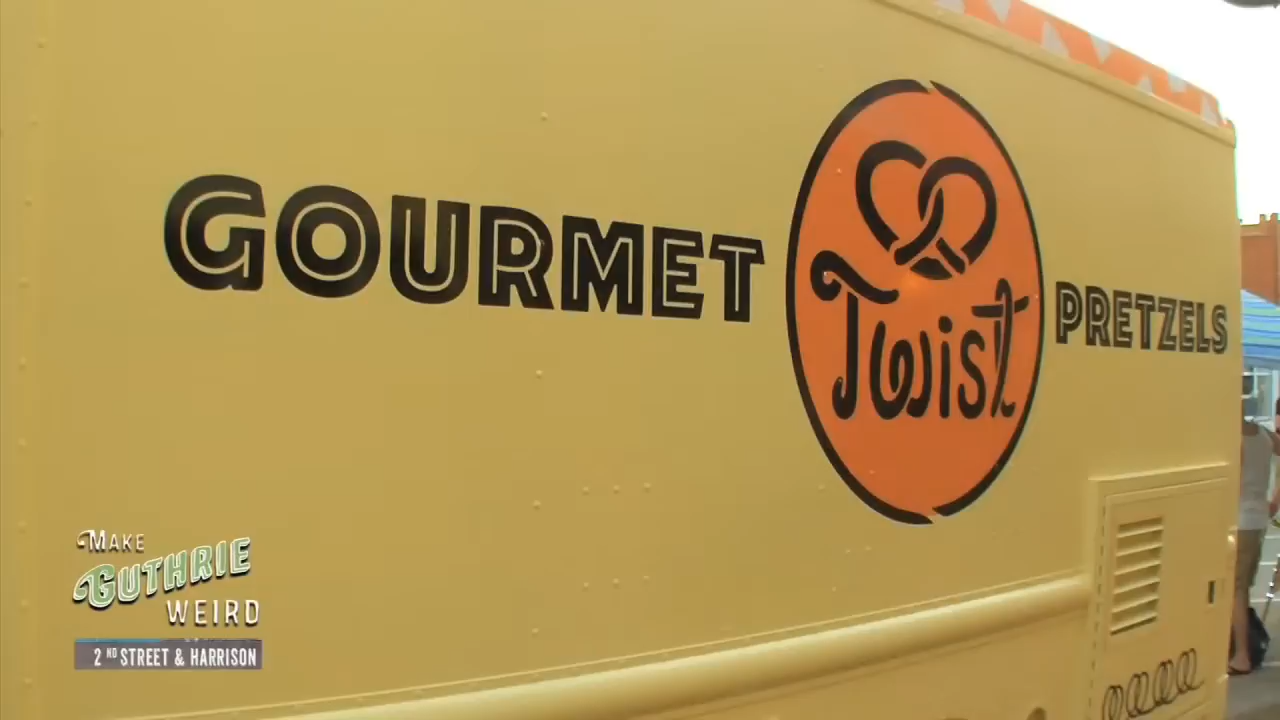 GOURMET
Twist
PRETZELS
MAKE
GUTHRIE
WEIRD
2ND STREET & HARRISON